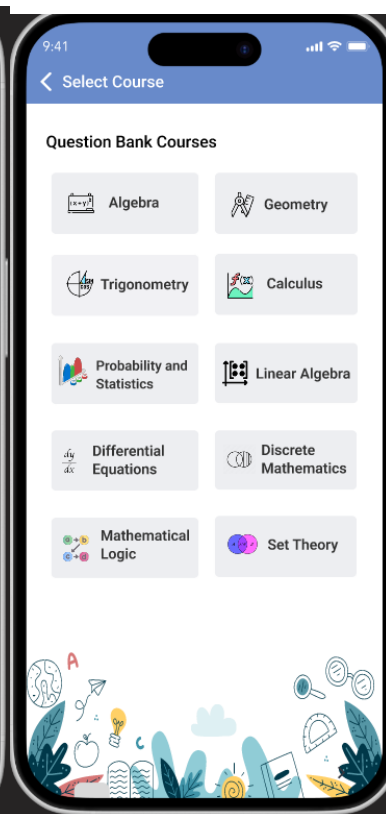 9:41
Select Course
Question Bank Courses
Algebra
Geometry
Trigonometry
Calculus
Probability and
Statistics
Linear Algebra
Differential
Equations
Discrete
Mathematics
Mathematical
Logic
Set Theory
A